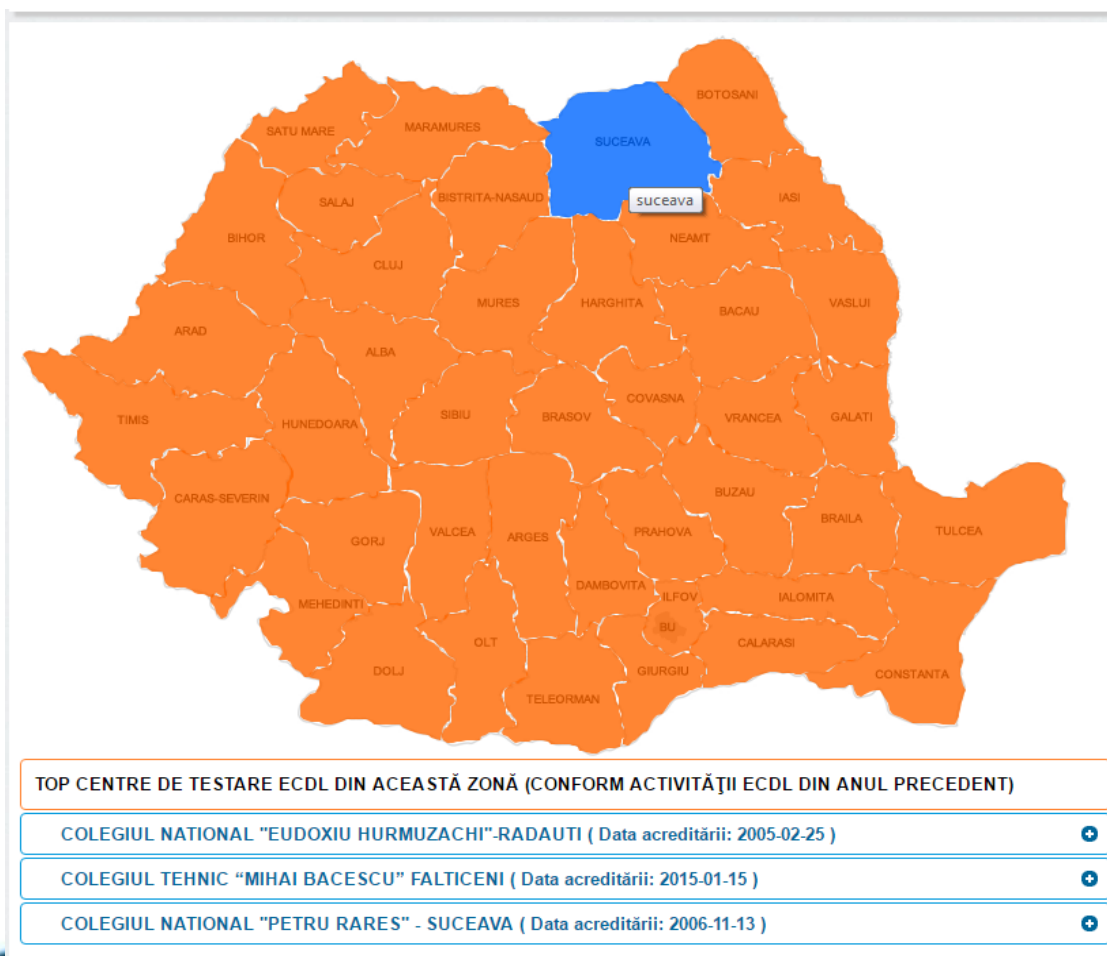 BOTOSANI
SATU MARE
MARAMURES
SUCEAVA
suceava
SALAJ
BISTRITA-NASAUD
IASI
BIHOR
NEAMT
CLUJ
MURES
HARGHITA
BACAU
VASLUI
ARAD
ALBA
COVASNA
TIMIS
HUNEDOARA
SIBIU
BRASOV
VRANCEA
GALATI
CARAS-SEVERIN
BUZAU
BRAILA
TULCEA
GORJ
VALCEA
ARGES
PRAHOVA
DAMBOVITA
ILFOV
IALOMITA
MEHEDINTI
BU
OLT
CALARASI
DOLJ
GIURGIU
CONSTANTA
TELEORMAN
TOP CENTRE DE TESTARE ECDL DIN ACEASTĂ ZONĂ (CONFORM ACTIVITĂŢII ECDL DIN ANUL PRECEDENT)
COLEGIUL NATIONAL "EUDOXIU HURMUZACHI"-RADAUTI ( Data acreditării: 2005-02-25 )
COLEGIUL TEHNIC “MIHAI BACESCU” FALTICENI ( Data acreditării: 2015-01-15 )
COLEGIUL NATIONAL "PETRU RARES" - SUCEAVA ( Data acreditării: 2006-11-13 )